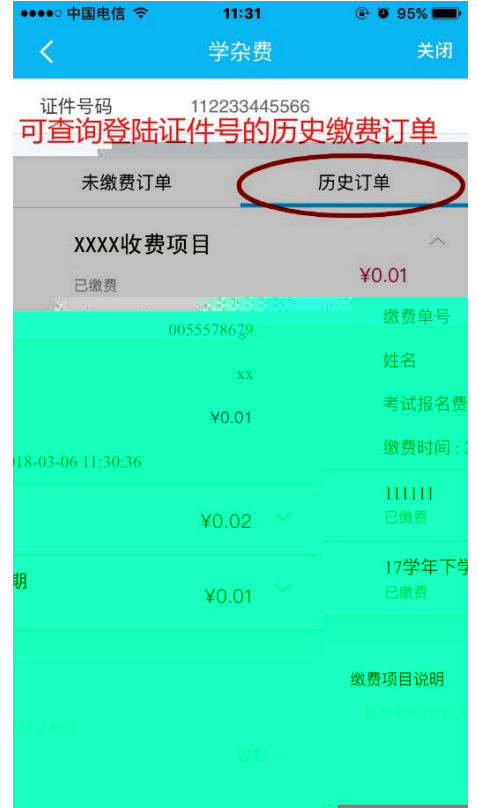 中国电信 11:31 95%
学杂费 关闭
证件号码 112233445566
可查询登陆证件号的历史缴费订单
未缴费订单 历史订单
XXXX收费项目
已缴费 ¥0.01
缴费单号
0055578679
姓名
xx
考试报名费
¥0.01
缴费时间 : 2
18-03-06 11:30:36
111111
已缴费
¥0.02
17学年下学
期
已缴费
¥0.01
缴费项目说明
收起